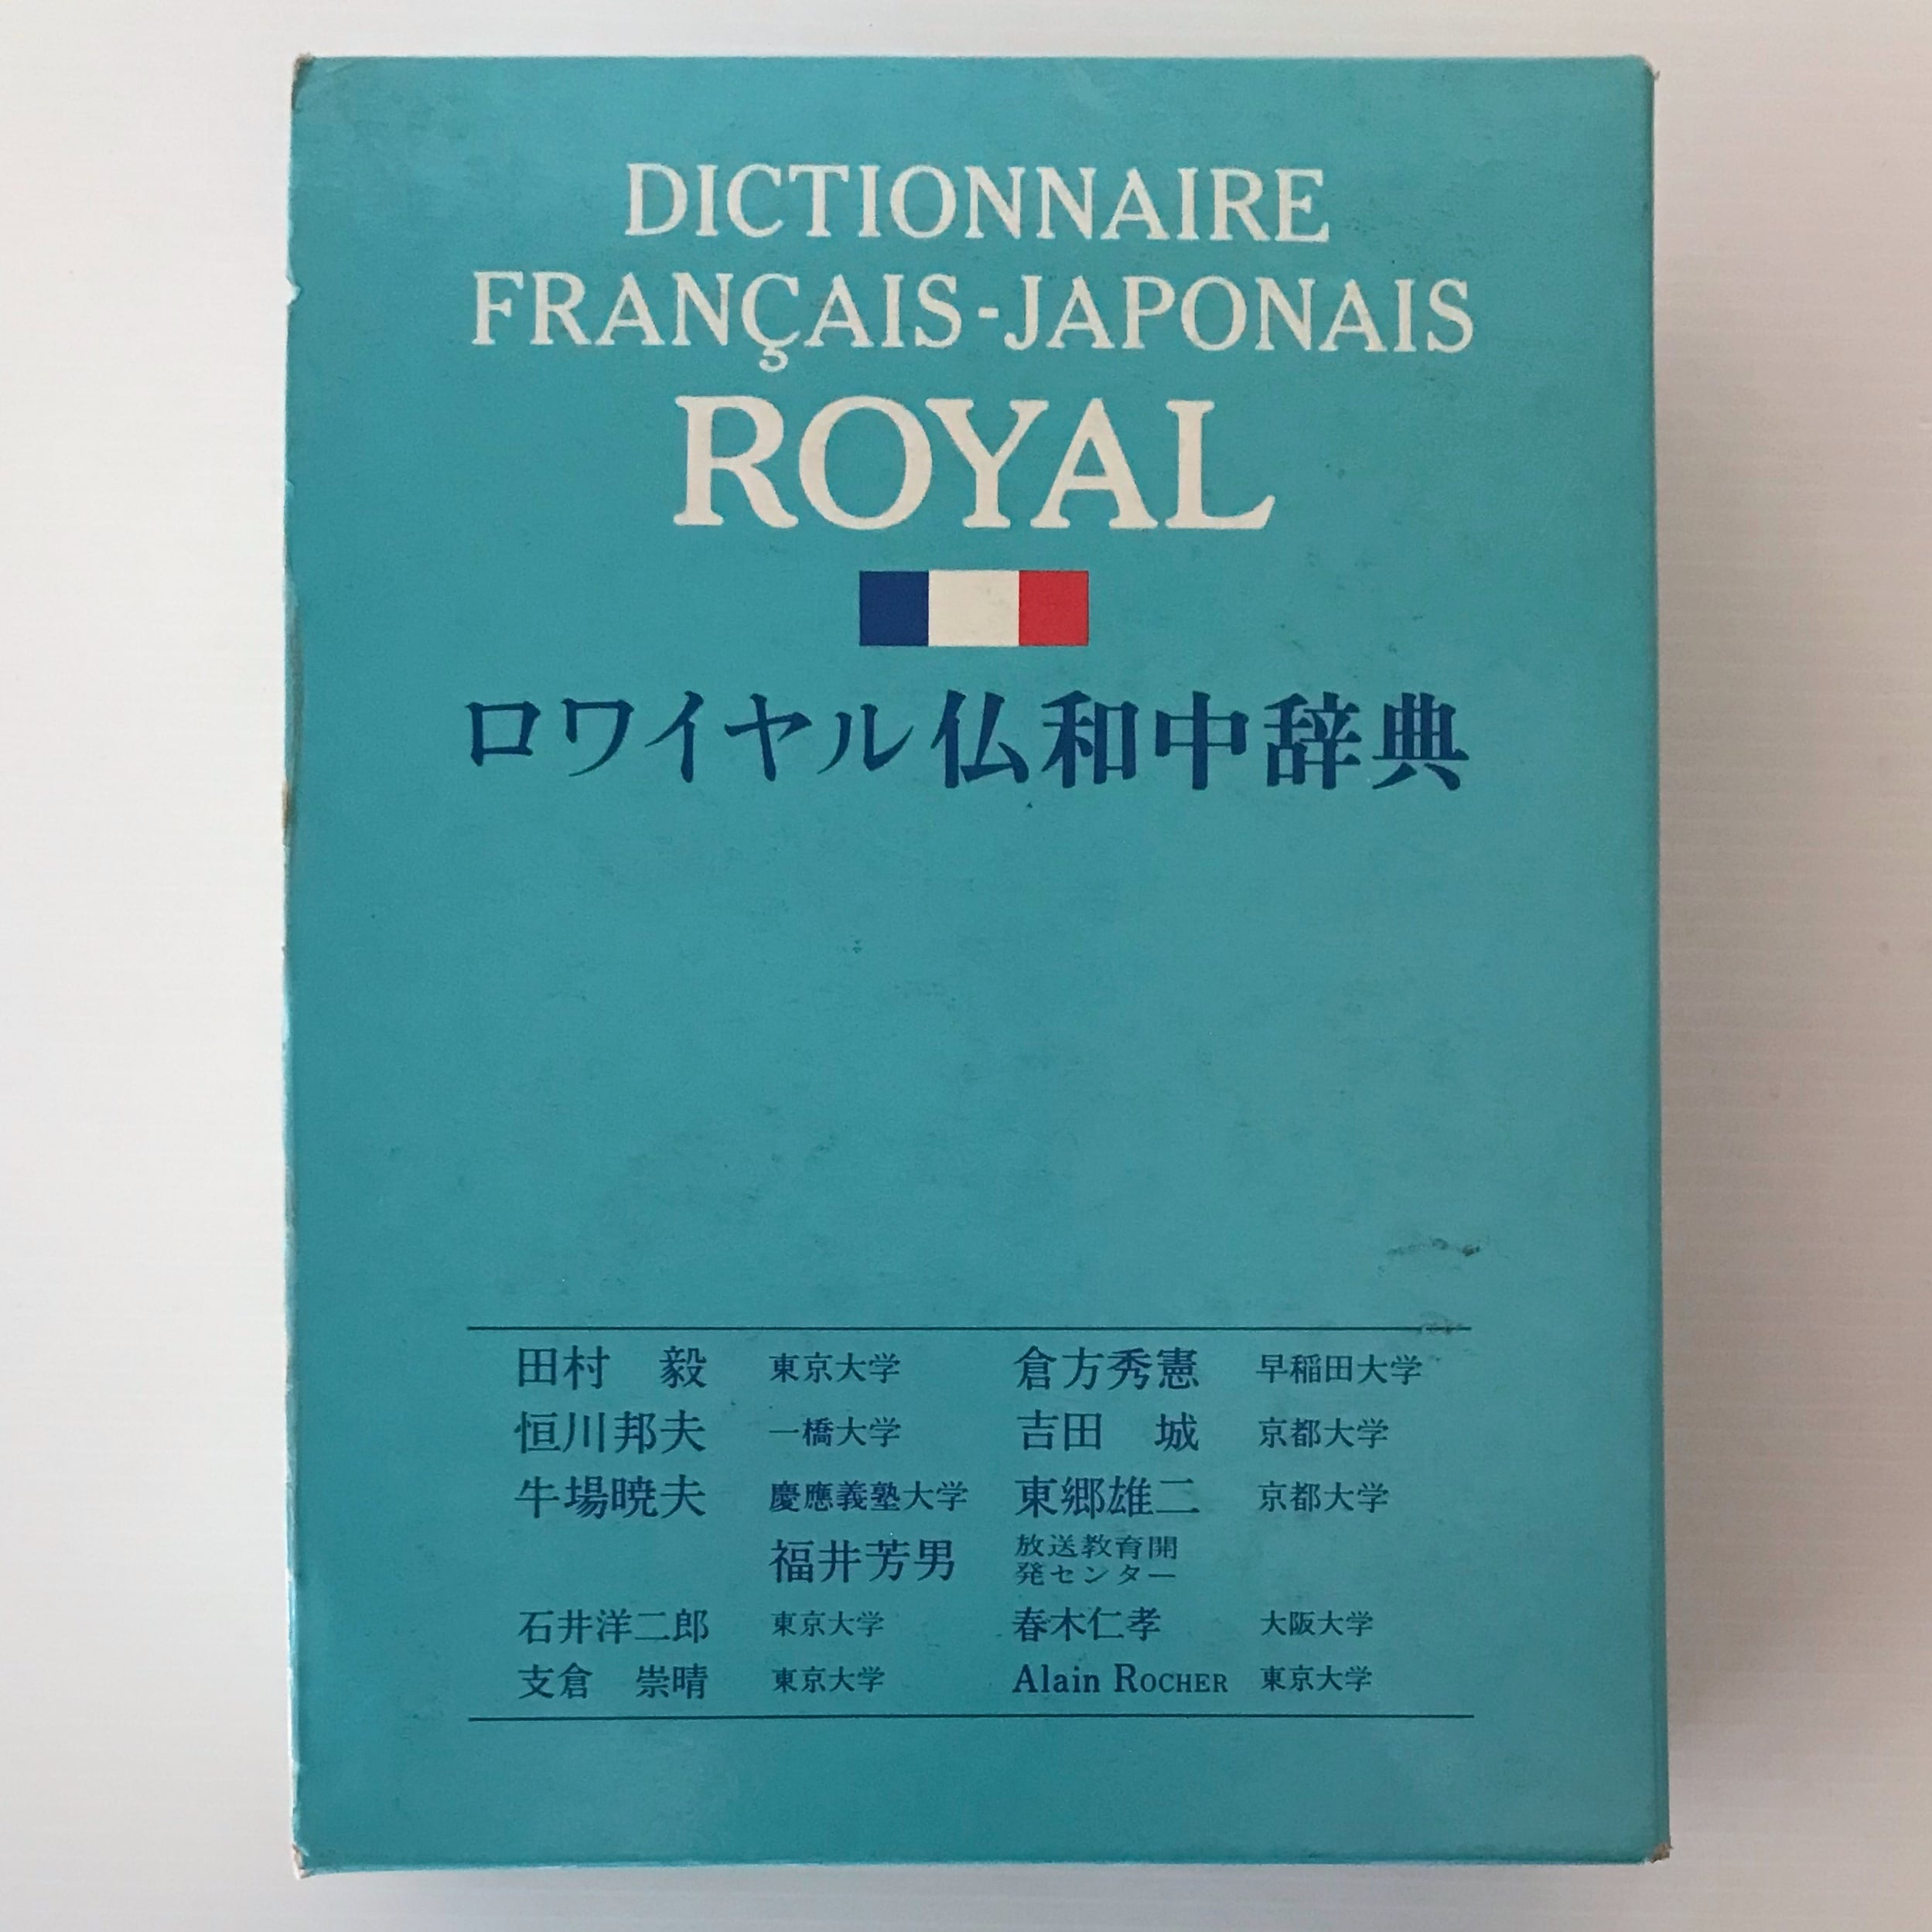 DICTIONNAIRE
FRANÇAIS-JAPONAIS
ROYAL
ロワイヤル仏和中辞典
田村 毅 東京大学 倉方秀憲 早稲田大学
恒川邦夫 一橋大学 吉田 城 京都大学
牛場暁夫 慶應義塾大学 東郷雄二 京都大学
福井芳男 放送教育開
発センター
石井洋二郎 東京大学 春木仁孝 大阪大学
支倉 崇晴 東京大学 Alain ROCHER 東京大学